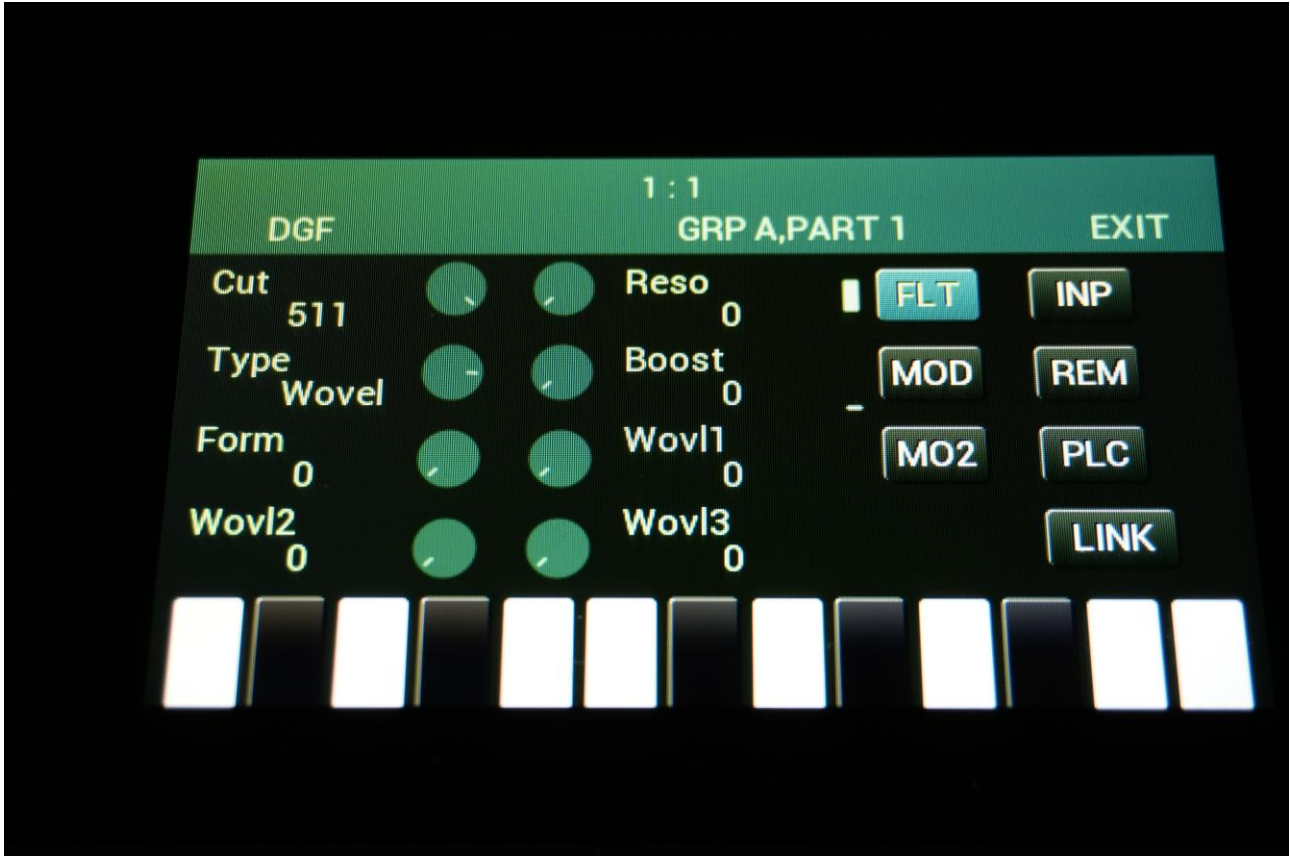 1 : 1
DGF GRP A,PART 1 EXIT
Cut Reso FLT INP
511 0
Type Boost MOD REM
Wovel 0
Form Wovl1 MO2 PLC
0 0
Wovl2 Wovl3 LINK
0 0